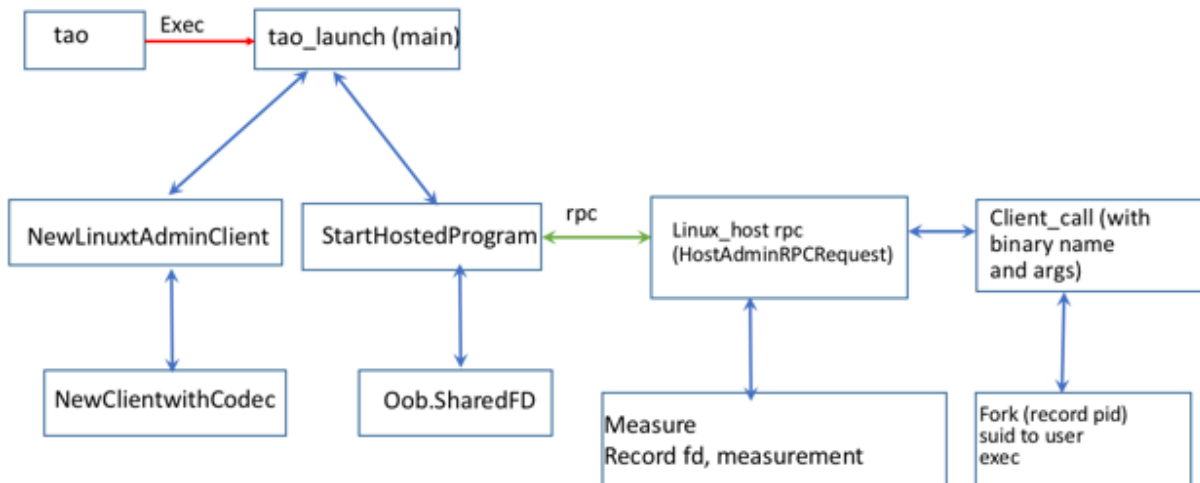 tao
Exec
tao_launch (main)
NewLinuxtAdminClient
StartHostedProgram
rpc
Linux_host rpc
(HostAdminRPCRequest)
Client_call (with
binary name
and args)
NewClientwithCodec
Oob.SharedFD
Measure
Record fd, measurement
Fork (record pid)
suid to user
exec